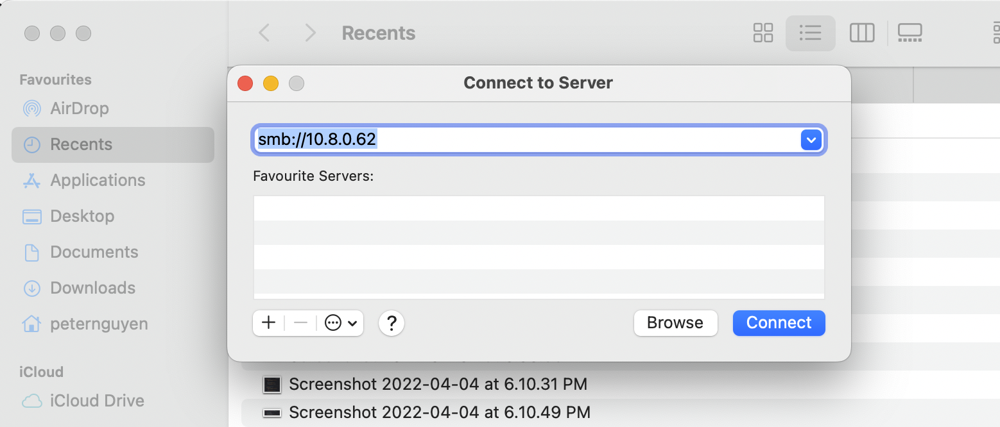 Recents
Favourites
AirDrop
Recents
Applications
Desktop
Documents
Downloads
peternguyen
iCloud
iCloud Drive
Connect to Server
smb://10.8.0.62
Favourite Servers:
?
Browse
Connect
Screenshot 2022-04-04 at 6.10.31 PM
Screenshot 2022-04-04 at 6.10.49 PM